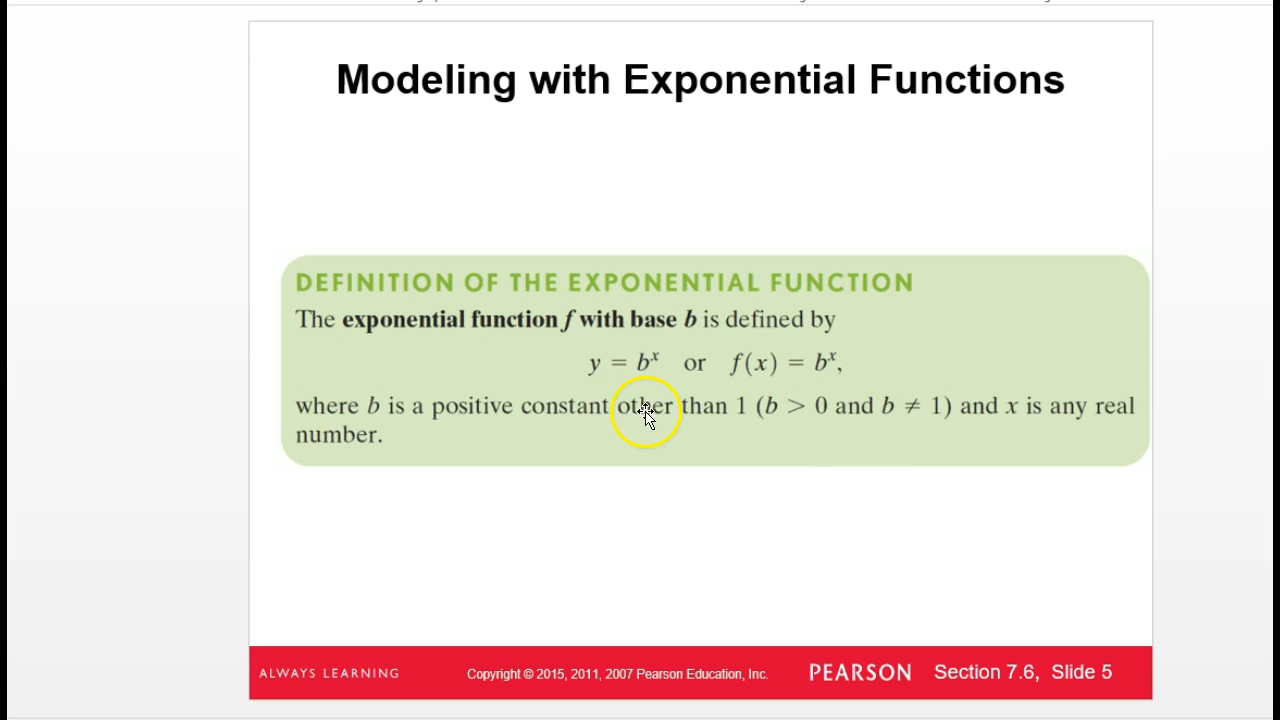 Modeling with Exponential Functions
DEFINITION OF THE EXPONENTIAL FUNCTION
The exponential function f with base b is defined by
y = bˣ or f(x) = bˣ,
where b is a positive constant other than 1 (b > 0 and b ≠ 1) and x is any real
number.
ALWAYS LEARNING
Copyright © 2015, 2011, 2007 Pearson Education, Inc.
PEARSON
Section 7.6, Slide 5